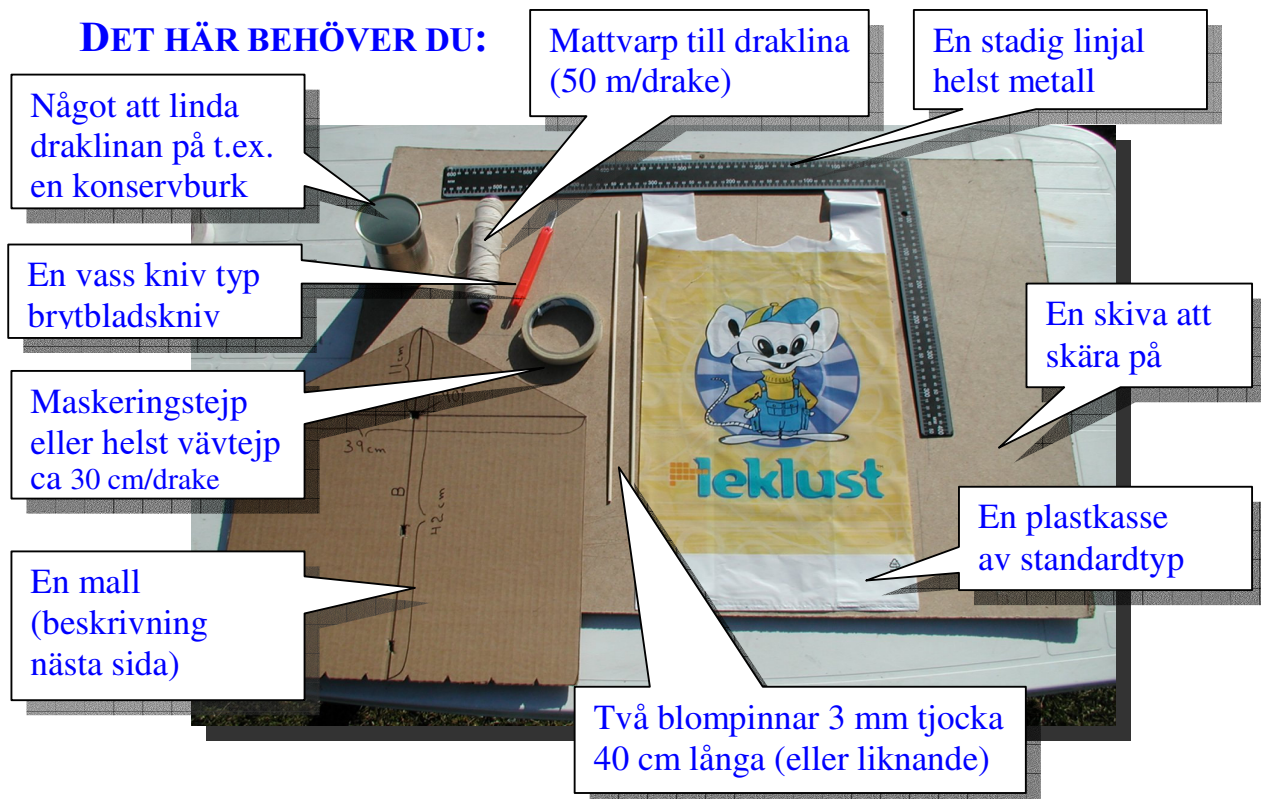 DET HÄR BEHÖVER DU:
Mattvarp till draklina
(50 m/drake)
En stadig linjal
helst metall
Något att linda
draklinan på t.ex.
en konservburk
En vass kniv typ
brytbladskniv
Maskeringstejp
eller helst vävtejp
ca 30 cm/drake
En mall
(beskrivning
nästa sida)
11cm
39cm
B
42 cm
leklust
En skiva att
skära på
En plastkasse
av standardtyp
Två blompinnar 3 mm tjocka
40 cm långa (eller liknande)